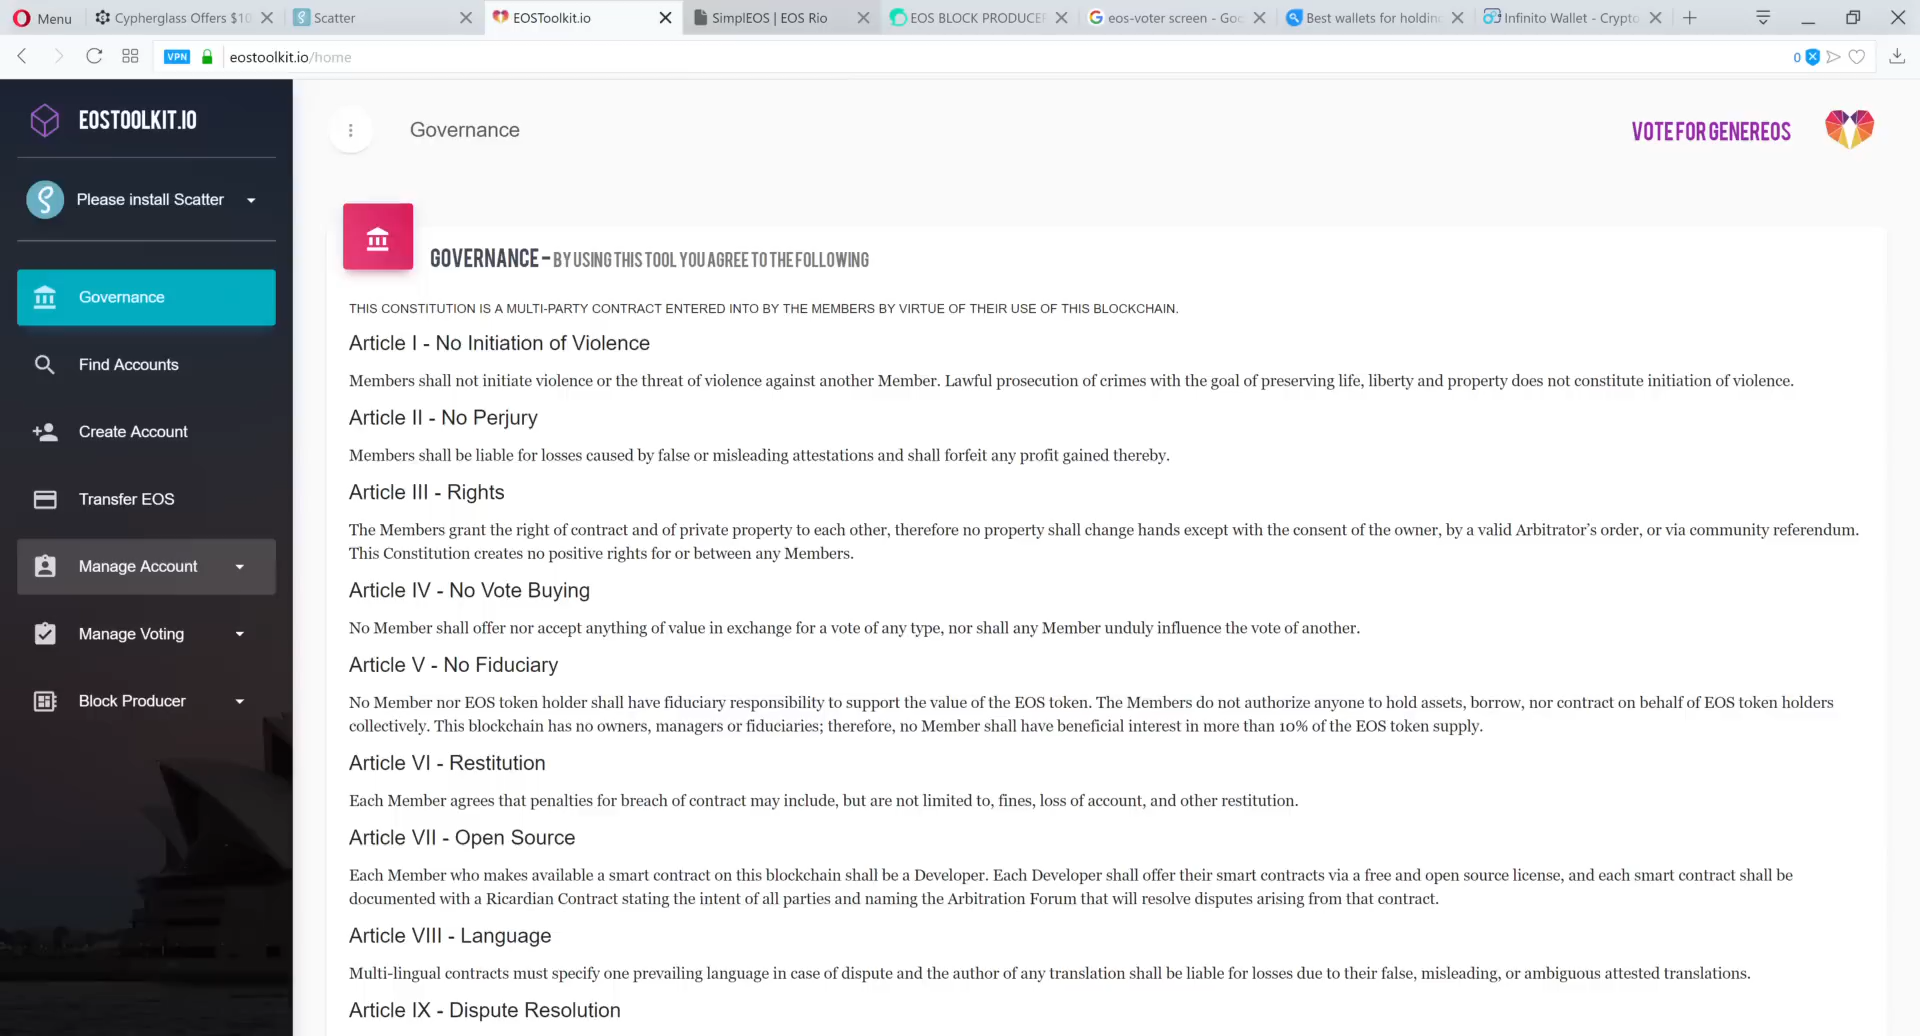 Menu
Cypherglass Offers $10
Scatter
EOSToolkit.io
SimplEOS | EOS Rio
EOS BLOCK PRODUCER
eos-voter screen - Goo
Best wallets for holdin
Infinito Wallet - Crypto
VPN
eostoolkit.io/home
0
EOSTOOLKIT.IO
Please install Scatter
Governance
Find Accounts
Create Account
Transfer EOS
Manage Account
Manage Voting
Block Producer
Governance
VOTE FOR GENEREOS
GOVERNANCE - BY USING THIS TOOL YOU AGREE TO THE FOLLOWING
THIS CONSTITUTION IS A MULTI-PARTY CONTRACT ENTERED INTO BY THE MEMBERS BY VIRTUE OF THEIR USE OF THIS BLOCKCHAIN.
Article I - No Initiation of Violence
Members shall not initiate violence or the threat of violence against another Member. Lawful prosecution of crimes with the goal of preserving life, liberty and property does not constitute initiation of violence.
Article II - No Perjury
Members shall be liable for losses caused by false or misleading attestations and shall forfeit any profit gained thereby.
Article III - Rights
The Members grant the right of contract and of private property to each other, therefore no property shall change hands except with the consent of the owner, by a valid Arbitrator’s order, or via community referendum.
This Constitution creates no positive rights for or between any Members.
Article IV - No Vote Buying
No Member shall offer nor accept anything of value in exchange for a vote of any type, nor shall any Member unduly influence the vote of another.
Article V - No Fiduciary
No Member nor EOS token holder shall have fiduciary responsibility to support the value of the EOS token. The Members do not authorize anyone to hold assets, borrow, nor contract on behalf of EOS token holders
collectively. This blockchain has no owners, managers or fiduciaries; therefore, no Member shall have beneficial interest in more than 10% of the EOS token supply.
Article VI - Restitution
Each Member agrees that penalties for breach of contract may include, but are not limited to, fines, loss of account, and other restitution.
Article VII - Open Source
Each Member who makes available a smart contract on this blockchain shall be a Developer. Each Developer shall offer their smart contracts via a free and open source license, and each smart contract shall be
documented with a Ricardian Contract stating the intent of all parties and naming the Arbitration Forum that will resolve disputes arising from that contract.
Article VIII - Language
Multi-lingual contracts must specify one prevailing language in case of dispute and the author of any translation shall be liable for losses due to their false, misleading, or ambiguous attested translations.
Article IX - Dispute Resolution